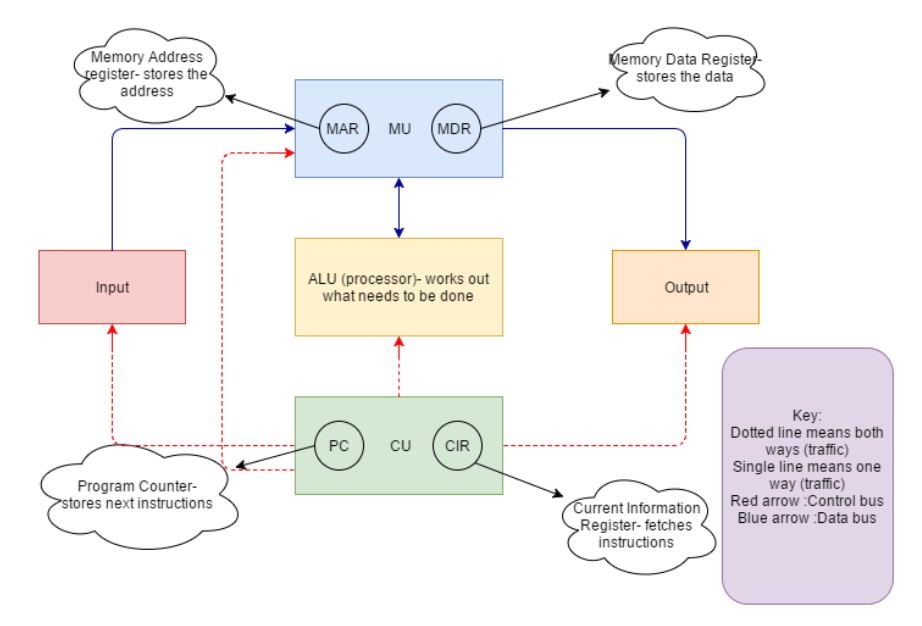 Memory Address
register- stores the
address
Memory Data Register-
stores the data
MAR
MU
MDR
Input
ALU (processor)- works out
what needs to be done
Output
PC
CU
CIR
Program Counter-
stores next instructions
Current Information
Register- fetches
instructions
Key:
Dotted line means both
ways (traffic)
Single line means one
way (traffic)
Red arrow :Control bus
Blue arrow :Data bus